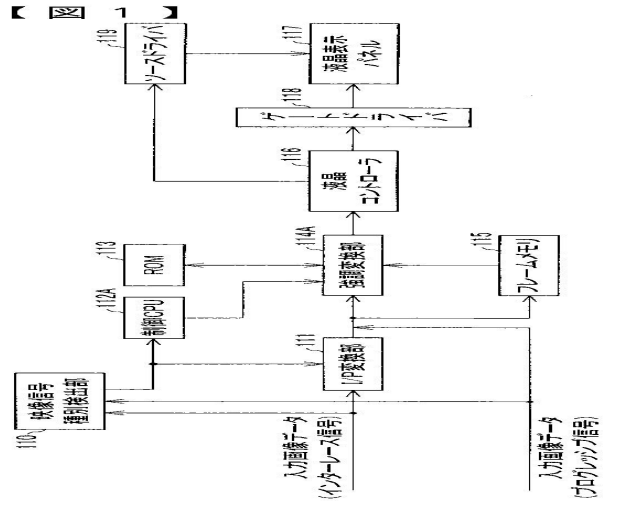 【図1】
119
ソースドライバ
117
液晶表示
パネル
118
ゲートドライバ
116
液晶
コントローラ
113
ROM
114A
強調変換部
115
フレームメモリ
112A
制御CPU
111
I/P変換部
映像信号
種別検出部
110
入力画像データ
(インターレース信号)
入力画像データ
(プログレッシブ信号)